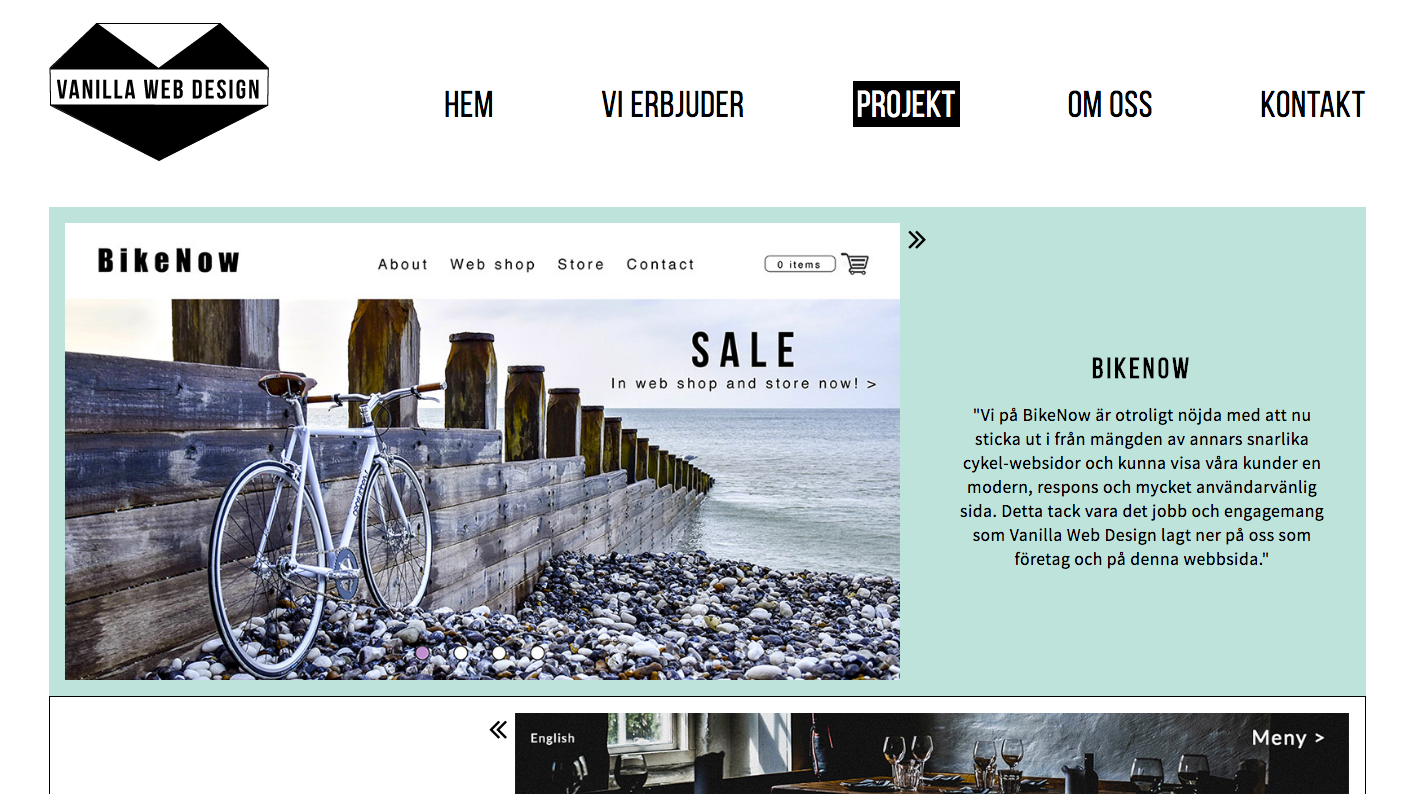 VANILLA WEB DESIGN
HEM
VI ERBJUDER
PROJEKT
OM OSS
KONTAKT
BikeNow
About
Web shop
Store
Contact
0 items
SALE
In web shop and store now! >
BIKENOW
"Vi på BikeNow är otroligt nöjda med att nu
sticka ut i från mängden av annars snarlika
cykel-websidor och kunna visa våra kunder en
modern, respons och mycket användarvänlig
sida. Detta tack vara det jobb och engagemang
som Vanilla Web Design lagt ner på oss som
företag och på denna webbsida."
English
Meny >